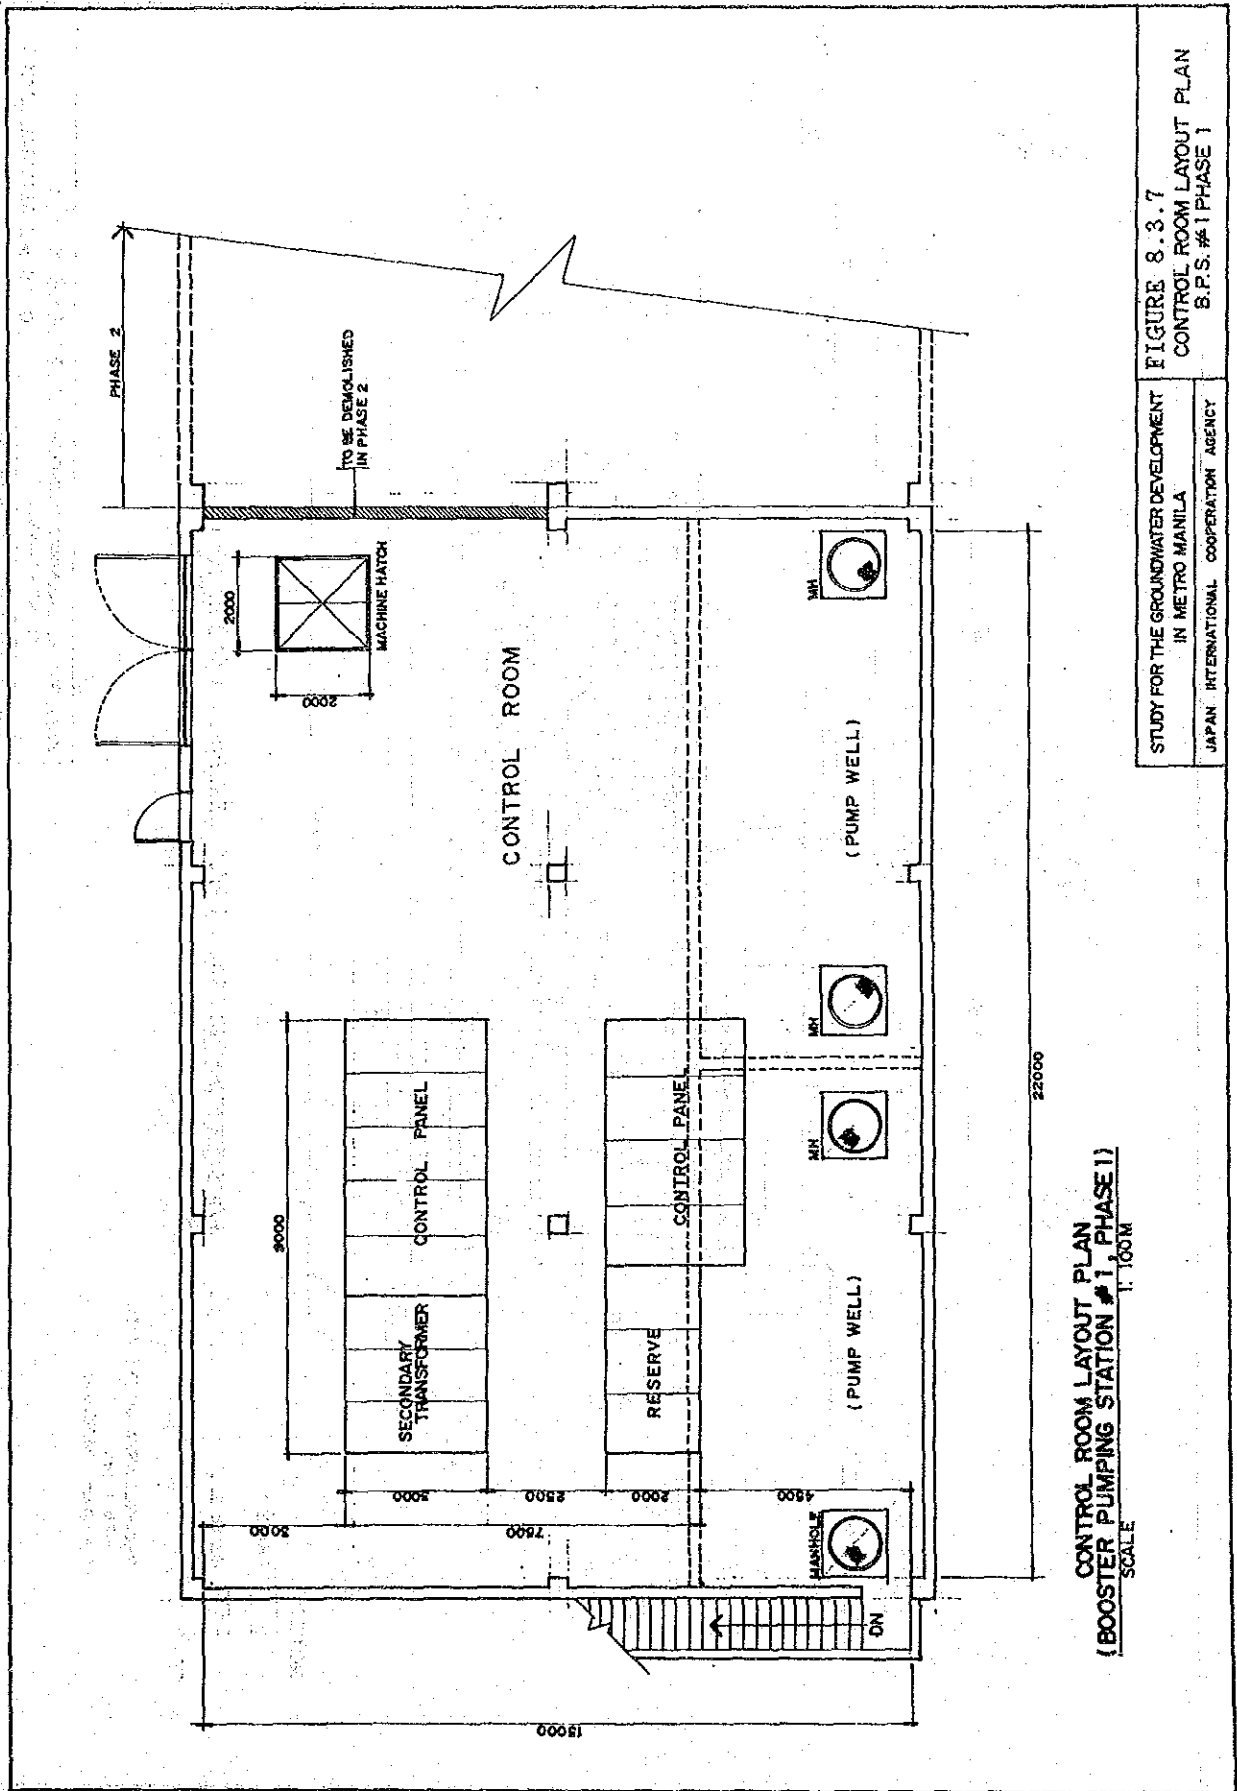 PHASE 2
TO BE DEMOLISHED
IN PHASE 2
2000
2000
MACHINE HATCH
CONTROL ROOM
9000
SECONDARY
TRANSFORMER
CONTROL PANEL
RESERVE
CONTROL PANEL
3000
3000
2500
7500
2000
4500
15000
MANHOLE
MH
MH
MH
(PUMP WELL)
(PUMP WELL)
DN
22000
CONTROL ROOM LAYOUT PLAN
(BOOSTER PUMPING STATION #1, PHASE 1)
SCALE 1:100M
STUDY FOR THE GROUNDWATER DEVELOPMENT
IN METRO MANILA
JAPAN INTERNATIONAL COOPERATION AGENCY
FIGURE 8.3.7
CONTROL ROOM LAYOUT PLAN
B.P.S. #1 PHASE 1